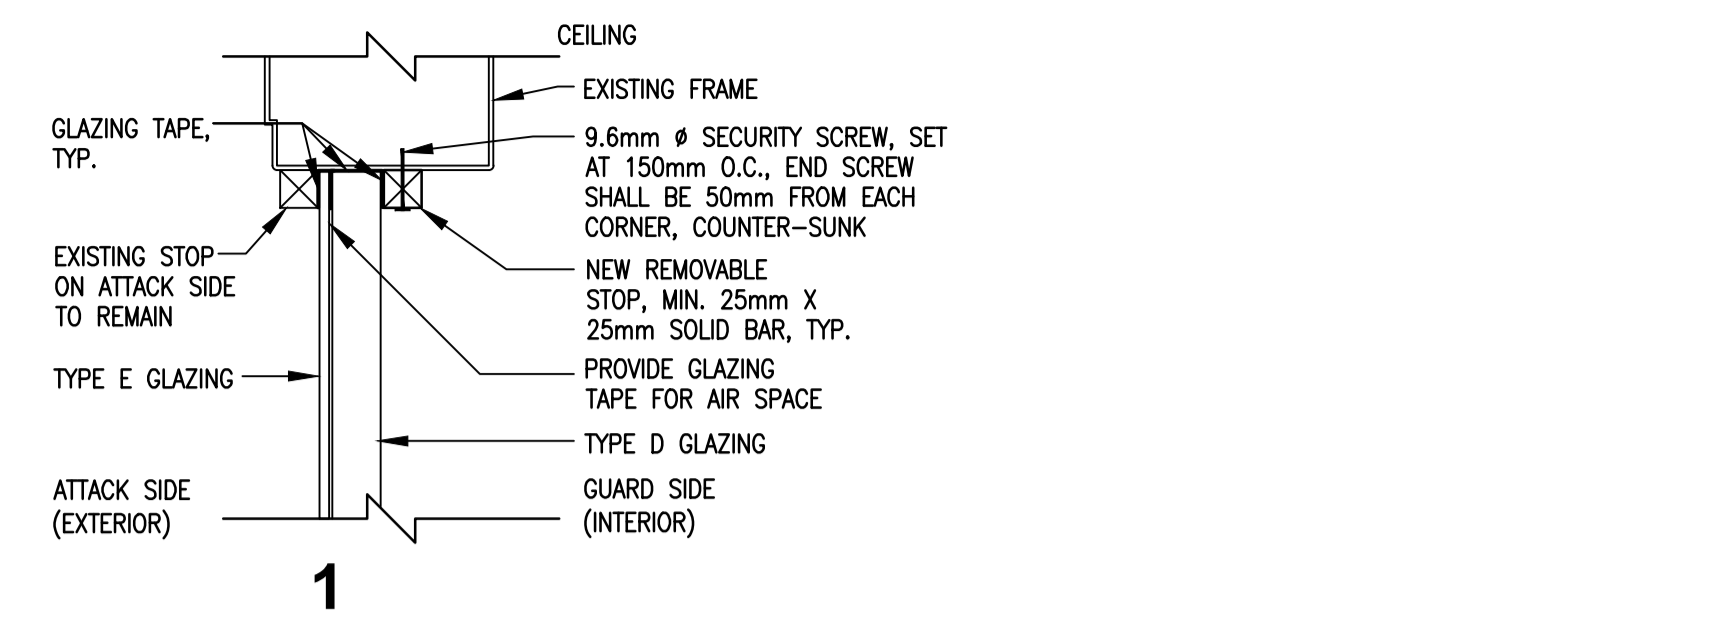 CEILING
EXISTING FRAME
GLAZING TAPE,
TYP.
9.6mm ø SECURITY SCREW, SET
AT 150mm O.C., END SCREW
SHALL BE 50mm FROM EACH
CORNER, COUNTER-SUNK
EXISTING STOP
ON ATTACK SIDE
TO REMAIN
NEW REMOVABLE
STOP, MIN. 25mm X
25mm SOLID BAR, TYP.
TYPE E GLAZING
PROVIDE GLAZING
TAPE FOR AIR SPACE
TYPE D GLAZING
ATTACK SIDE
(EXTERIOR)
GUARD SIDE
(INTERIOR)
1